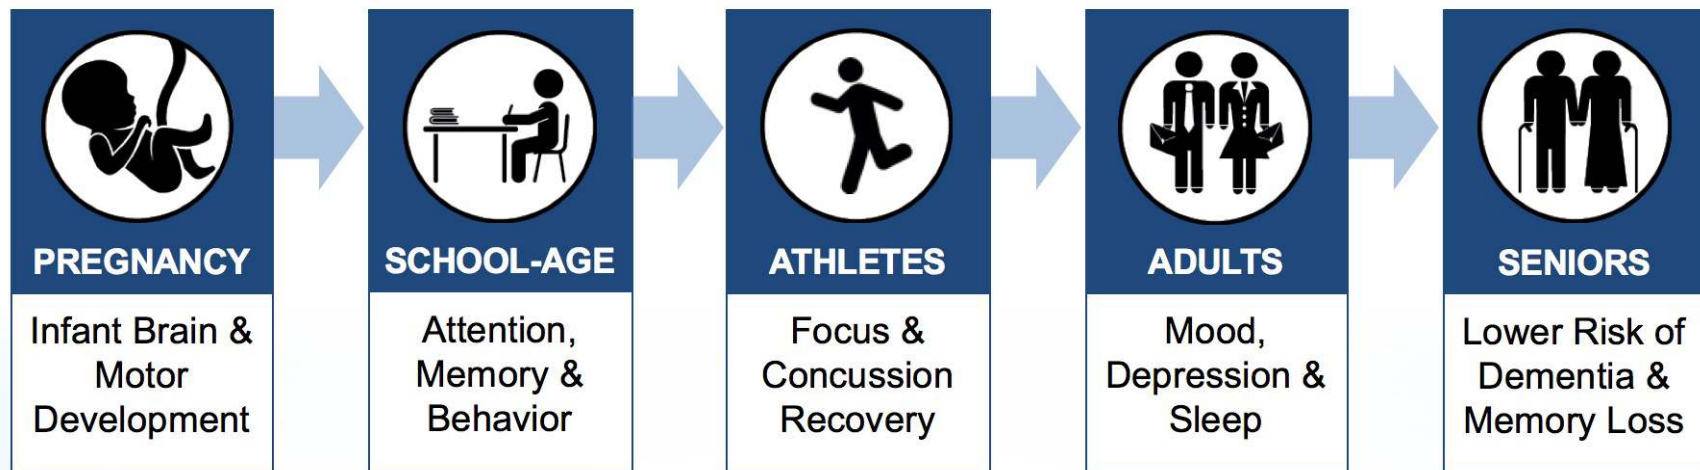 PREGNANCY
Infant Brain &
Motor
Development
SCHOOL-AGE
Attention,
Memory &
Behavior
ATHLETES
Focus &
Concussion
Recovery
ADULTS
Mood,
Depression &
Sleep
SENIORS
Lower Risk of
Dementia &
Memory Loss